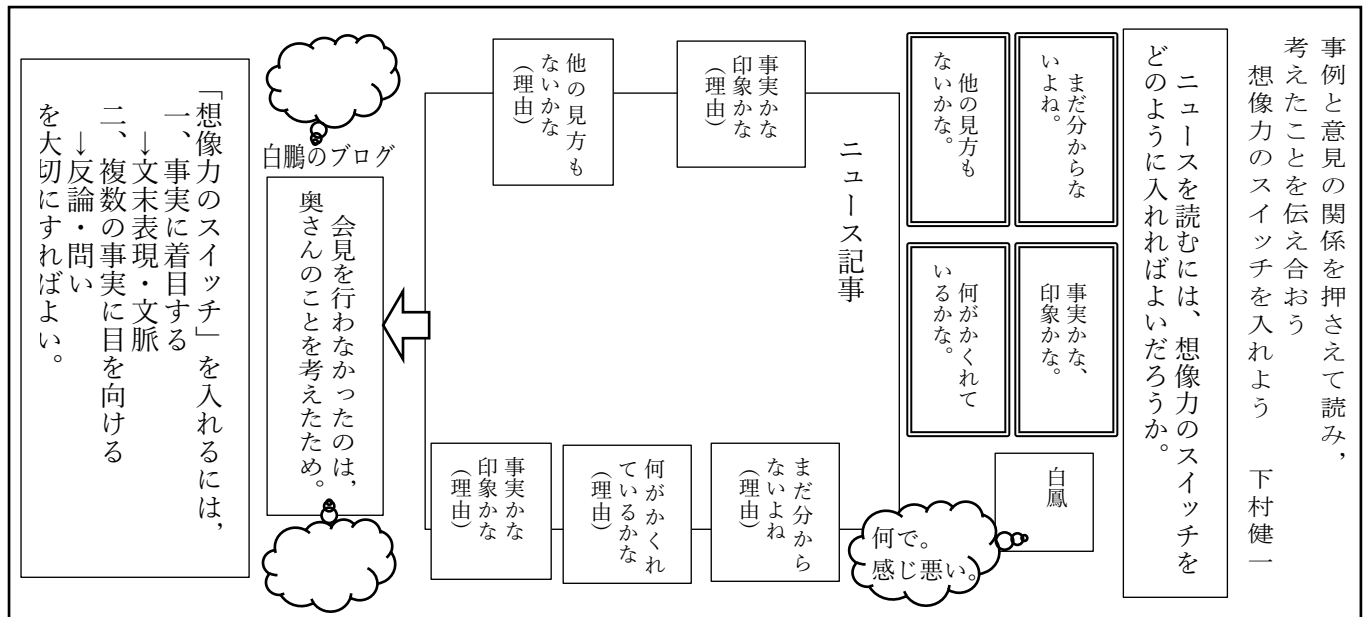 事例と意見の関係を押さえて読み、
考えたことを伝え合おう
想像力のスイッチを入れよう　下村健一
ニュースを読むには、想像力のスイッチを
どのように入れればよいだろうか。
まだ分からな
いよね。
事実かな、
印象かな。
他の見方も
ないかな。
何がかくれて
いるかな。
白鳳
何で。
感じ悪い。
ニュース記事
事実かな
印象かな
（理由）
他の見方も
ないかな
（理由）
まだ分から
ないよね
（理由）
何がかくれ
ているかな
（理由）
事実かな
印象かな
（理由）
白鵬のブログ
会見を行わなかったのは，
奥さんのことを考えたため。
「想像力のスイッチ」を入れるには，
一、事実に着目する
→文末表現・文脈
二、複数の事実に目を向ける
→反論・問い
を大切にすればよい。